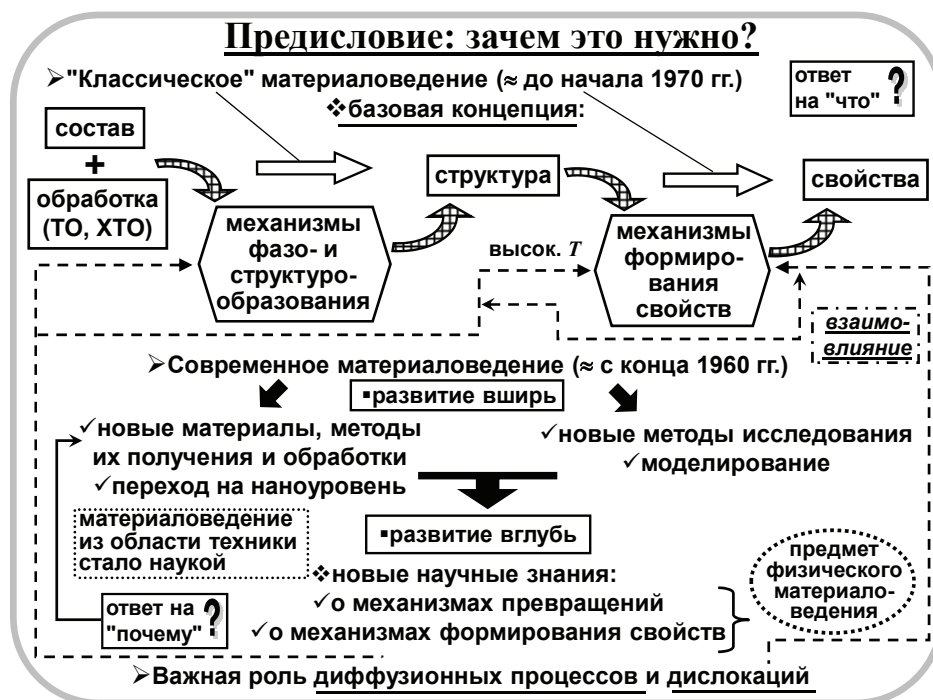 Предисловие: зачем это нужно?
➢"Классическое" материаловедение (≈ до начала 1970 гг.)
❖базовая концепция:
ответ
на "что" ?
состав
+
обработка
(ТО, ХТО)
механизмы
фазо- и
структуро-
образования
структура
высок. T
механизмы
формиро-
вания
свойств
свойства
взаимо-
влияние
➢Современное материаловедение (≈ с конца 1960 гг.)
▪развитие вширь
✓новые материалы, методы
их получения и обработки
✓переход на наноуровень
✓новые методы исследования
✓моделирование
материаловедение
из области техники
стало наукой
▪развитие вглубь
ответ на
"почему" ?
❖новые научные знания:
✓о механизмах превращений
✓о механизмах формирования свойств
предмет
физического
материало-
ведения
➢Важная роль диффузионных процессов и дислокаций